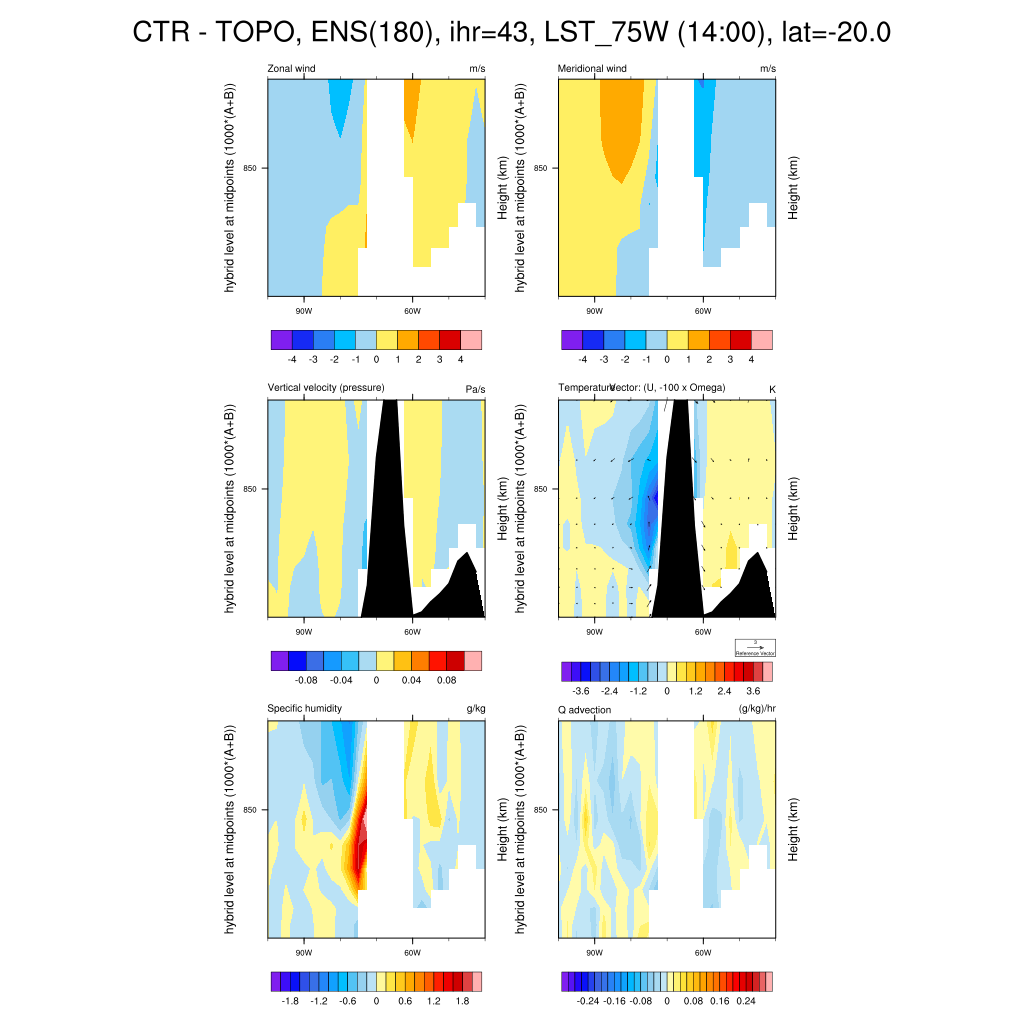 CTR - TOPO, ENS(180), ihr=43, LST_75W (14:00), lat=-20.0
Zonal wind m/s
hybrid level at midpoints (1000*(A+B))
850
Height (km)
90W 60W
-4 -3 -2 -1 0 1 2 3 4
Meridional wind m/s
hybrid level at midpoints (1000*(A+B))
850
Height (km)
90W 60W
-4 -3 -2 -1 0 1 2 3 4
Vertical velocity (pressure) Pa/s
hybrid level at midpoints (1000*(A+B))
850
Height (km)
90W 60W
-0.08 -0.04 0 0.04 0.08
Temperature Vector: (U, -100 x Omega) K
hybrid level at midpoints (1000*(A+B))
850
Height (km)
90W 60W
3
Reference Vector
-3.6 -2.4 -1.2 0 1.2 2.4 3.6
Specific humidity g/kg
hybrid level at midpoints (1000*(A+B))
850
Height (km)
90W 60W
-1.8 -1.2 -0.6 0 0.6 1.2 1.8
Q advection (g/kg)/hr
hybrid level at midpoints (1000*(A+B))
850
Height (km)
90W 60W
-0.24 -0.16 -0.08 0 0.08 0.16 0.24